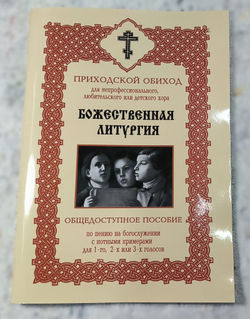 ПРИХОДСКОЙ ОБИХОД
для непрофессионального,
любительского или детского хора
БОЖЕСТВЕННАЯ
ЛИТУРГИЯ
ОБЩЕДОСТУПНОЕ ПОСОБИЕ
по пению на богослужении
с нотными примерами
для 1-го, 2-х или 3-х голосов